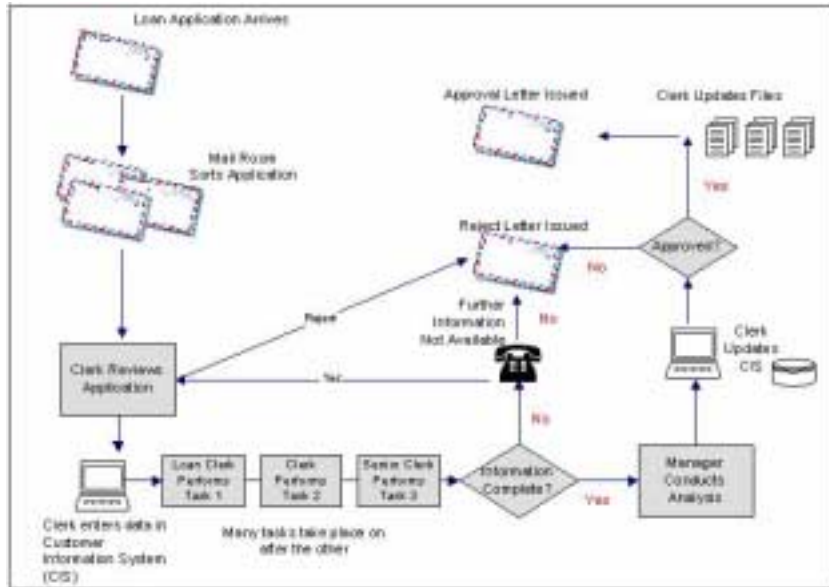 Loan Application Arrives
Mail Room
Sorts Application
Clerk Reviews
Application
Clerk enters data in
Customer
Information System
(CIS)
Loan Clerk
Performs
Task 1
Clerk
Performs
Task 2
Senior Clerk
Performs
Task 3
Many tasks take place on
after the other
Information
Complete?
No
Yes
Manager
Conducts
Analysis
Clerk
Updates
CIS
Approved?
No
Yes
Further
Information
Not Available
No
Yes
Reject Letter Issued
Approval Letter Issued
Clerk Updates Files